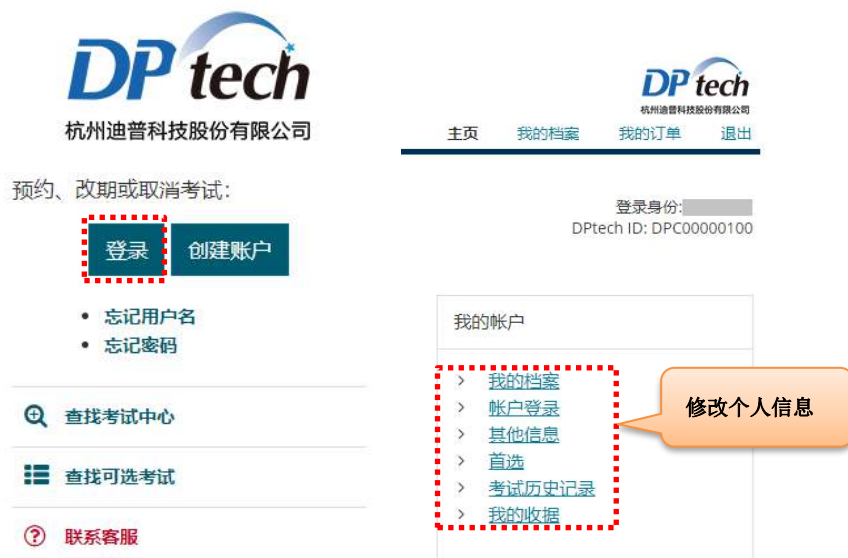 DPtech
杭州迪普科技股份有限公司
预约、改期或取消考试:
登录
创建账户
忘记用户名
忘记密码
查找考试中心
查找可选考试
联系客服
DPtech
杭州迪普科技股份有限公司
主页 我的档案 我的订单 退出
登录身份:
DPtech ID: DPC00000100
我的帐户
我的档案
帐户登录
其他信息
首选
考试历史记录
我的收据
修改个人信息